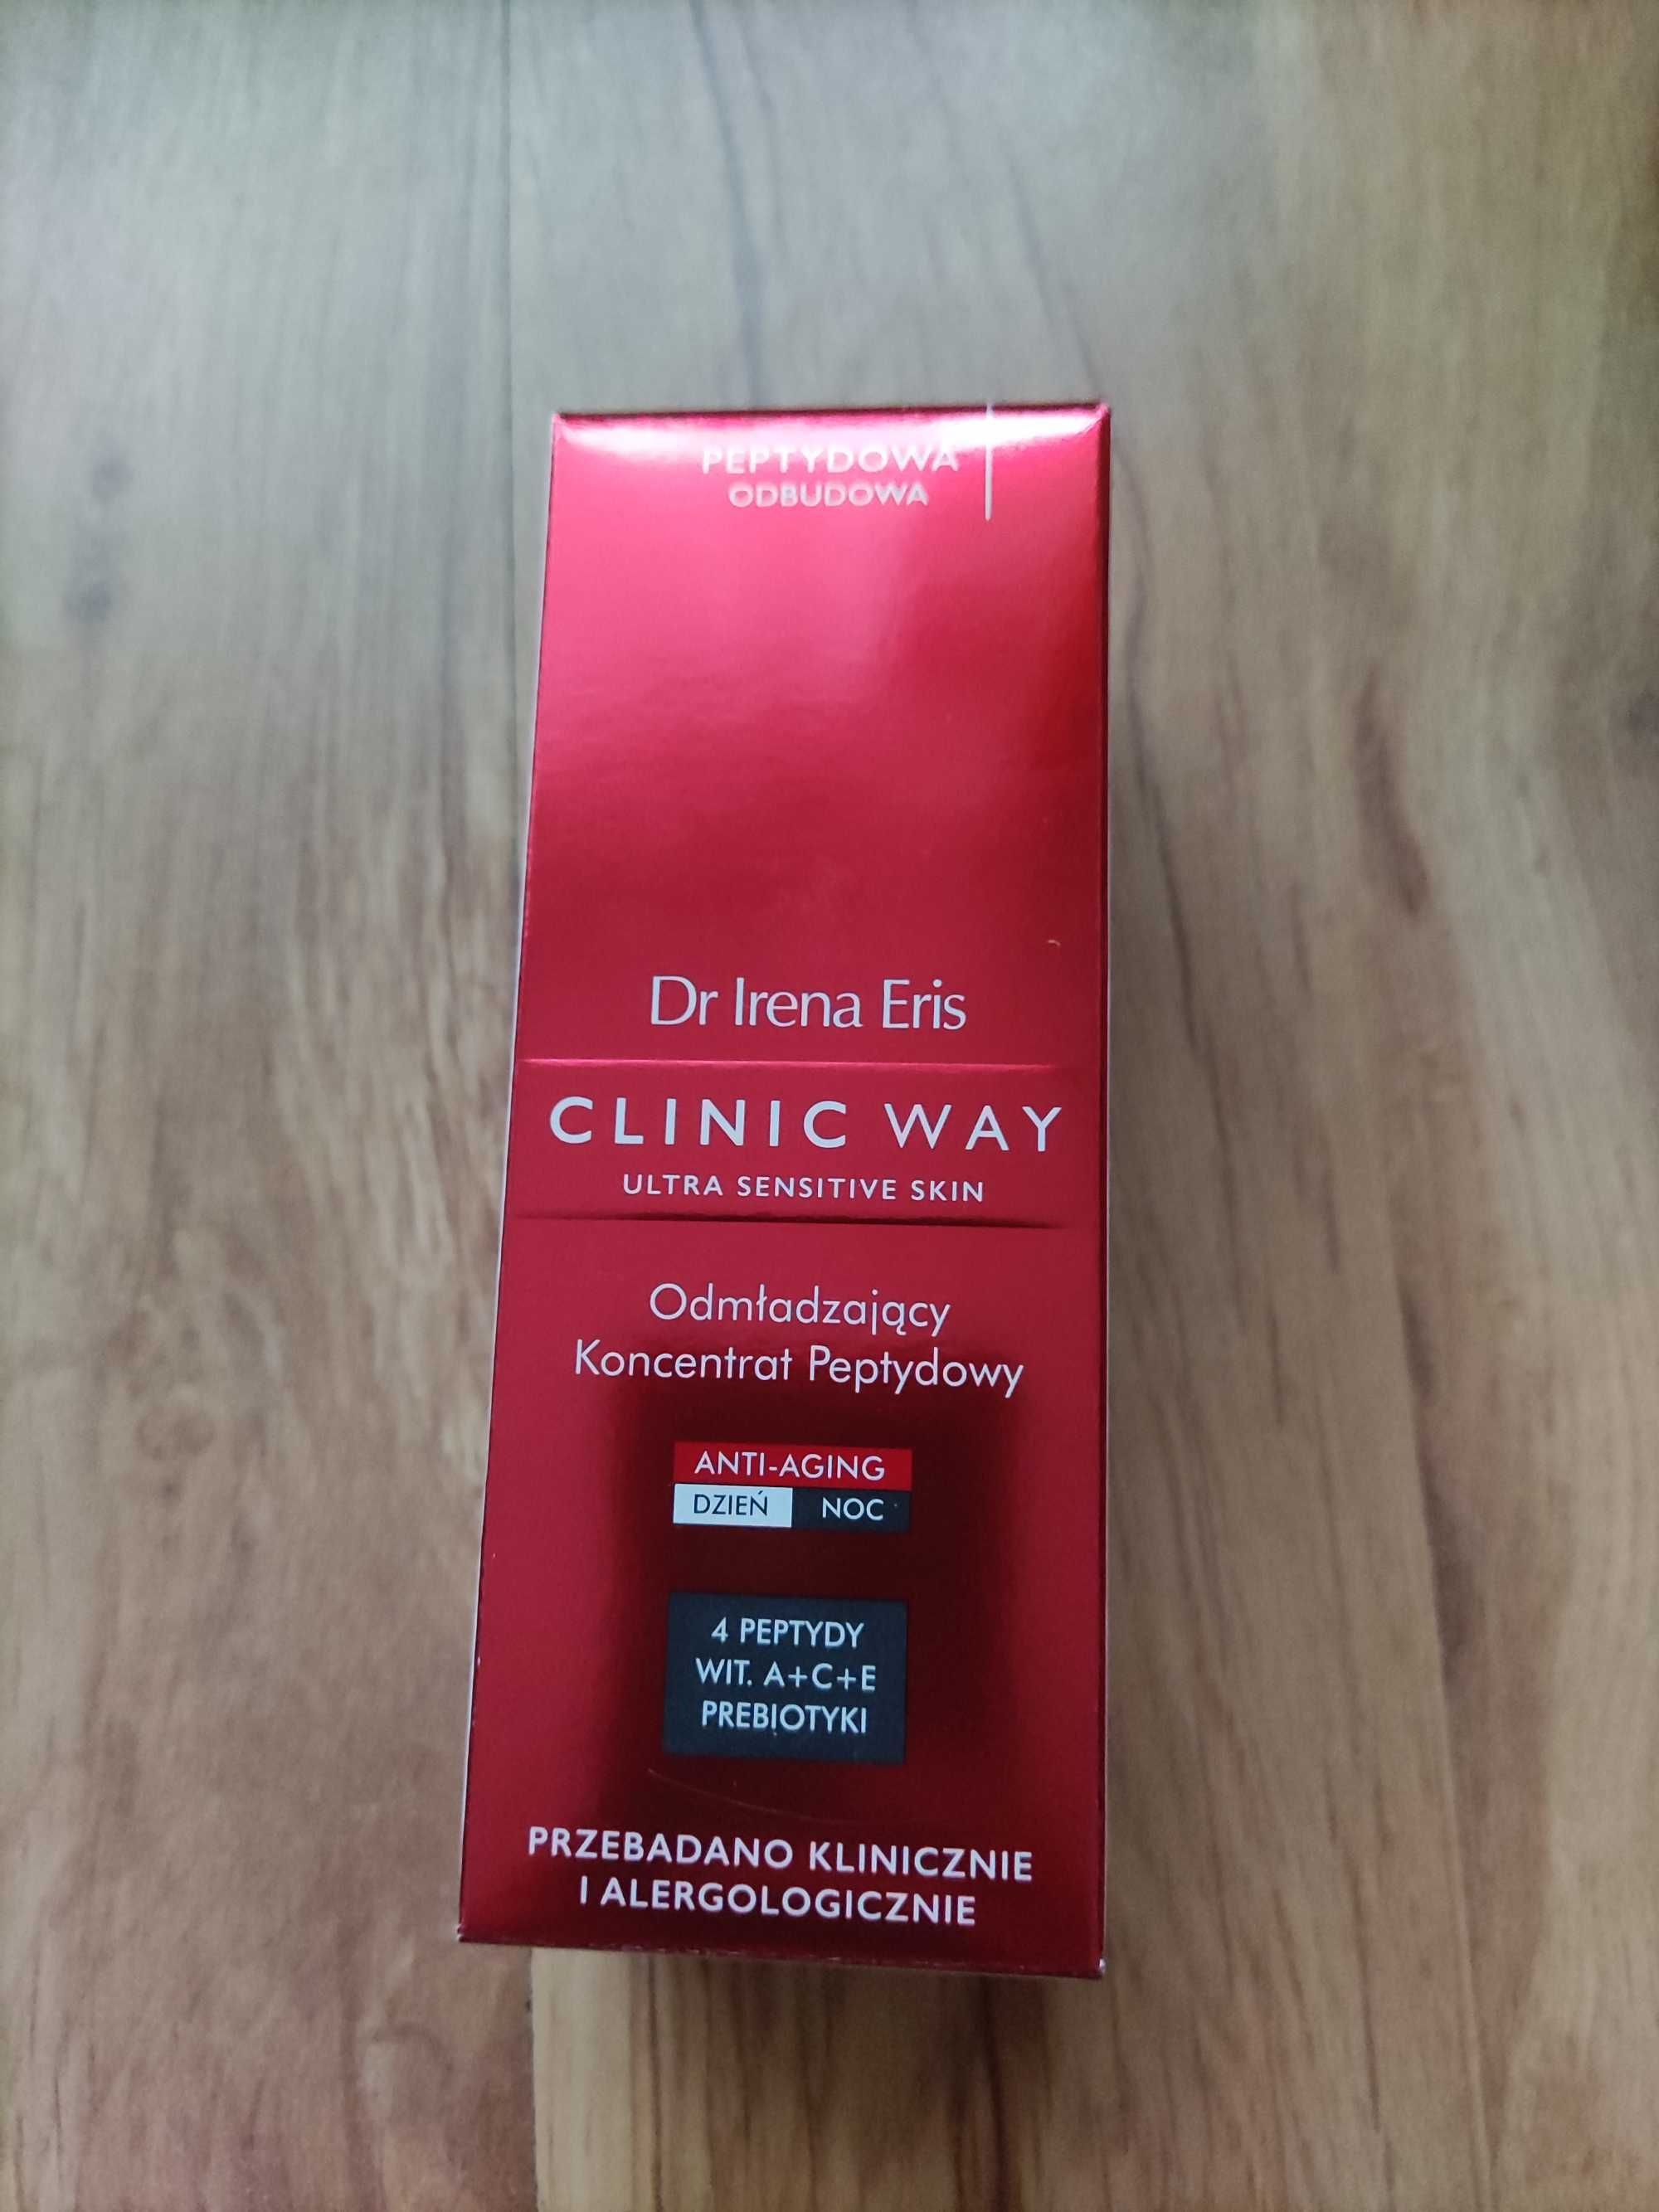 PEPTYDOWA
ODBUDOWA
Dr Irena Eris
CLINIC WAY
ULTRA SENSITIVE SKIN
Odmładzający
Koncentrat Peptydowy
ANTI-AGING
DZIEŃ NOC
4 PEPTYDY
WIT. A+C+E
PREBIOTYKI
PRZEBADANO KLINICZNIE
I ALERGOLOGICZNIE